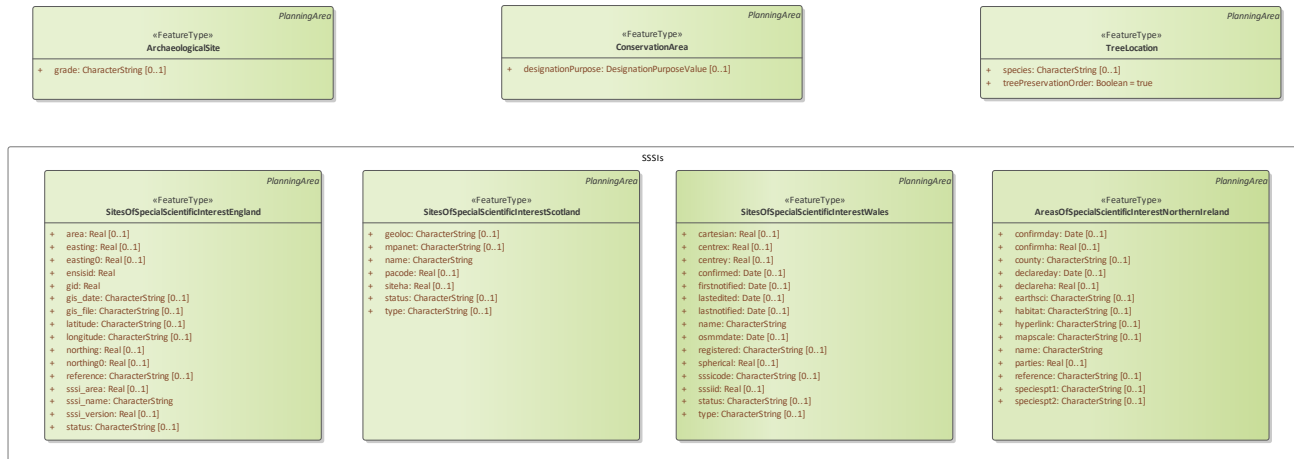 PlanningArea
«FeatureType»
ArchaeologicalSite
+ grade: CharacterString [0..1]
PlanningArea
«FeatureType»
ConservationArea
+ designationPurpose: DesignationPurposeValue [0..1]
PlanningArea
«FeatureType»
TreeLocation
+ species: CharacterString [0..1]
+ treePreservationOrder: Boolean = true
SSSIs
PlanningArea
«FeatureType»
SitesOfSpecialScientificInterestEngland
+ area: Real [0..1]
+ easting: Real [0..1]
+ easting0: Real [0..1]
+ ensisid: Real
+ gid: Real
+ gis_date: CharacterString [0..1]
+ gis_file: CharacterString [0..1]
+ latitude: CharacterString [0..1]
+ longitude: CharacterString [0..1]
+ northing: Real [0..1]
+ northing0: Real [0..1]
+ reference: CharacterString [0..1]
+ sssi_area: Real [0..1]
+ sssi_name: CharacterString
+ sssi_version: Real [0..1]
+ status: CharacterString [0..1]
PlanningArea
«FeatureType»
SitesOfSpecialScientificInterestScotland
+ geoloc: CharacterString [0..1]
+ mpanet: CharacterString [0..1]
+ name: CharacterString
+ pacode: Real [0..1]
+ siteha: Real [0..1]
+ status: CharacterString [0..1]
+ type: CharacterString [0..1]
PlanningArea
«FeatureType»
SitesOfSpecialScientificInterestWales
+ cartesian: Real [0..1]
+ centrex: Real [0..1]
+ centrey: Real [0..1]
+ confirmed: Date [0..1]
+ firstnotified: Date [0..1]
+ lastedited: Date [0..1]
+ lastnotified: Date [0..1]
+ name: CharacterString
+ osmmdate: Date [0..1]
+ registered: CharacterString [0..1]
+ spherical: Real [0..1]
+ sssicode: CharacterString [0..1]
+ sssiid: Real [0..1]
+ status: CharacterString [0..1]
+ type: CharacterString [0..1]
PlanningArea
«FeatureType»
AreasOfSpecialScientificInterestNorthernIreland
+ confirmday: Date [0..1]
+ confirmha: Real [0..1]
+ county: CharacterString [0..1]
+ declareday: Date [0..1]
+ declareha: Real [0..1]
+ earthsci: CharacterString [0..1]
+ habitat: CharacterString [0..1]
+ hyperlink: CharacterString [0..1]
+ mapscale: CharacterString [0..1]
+ name: CharacterString
+ parties: Real [0..1]
+ reference: CharacterString [0..1]
+ speciespt1: CharacterString [0..1]
+ speciespt2: CharacterString [0..1]